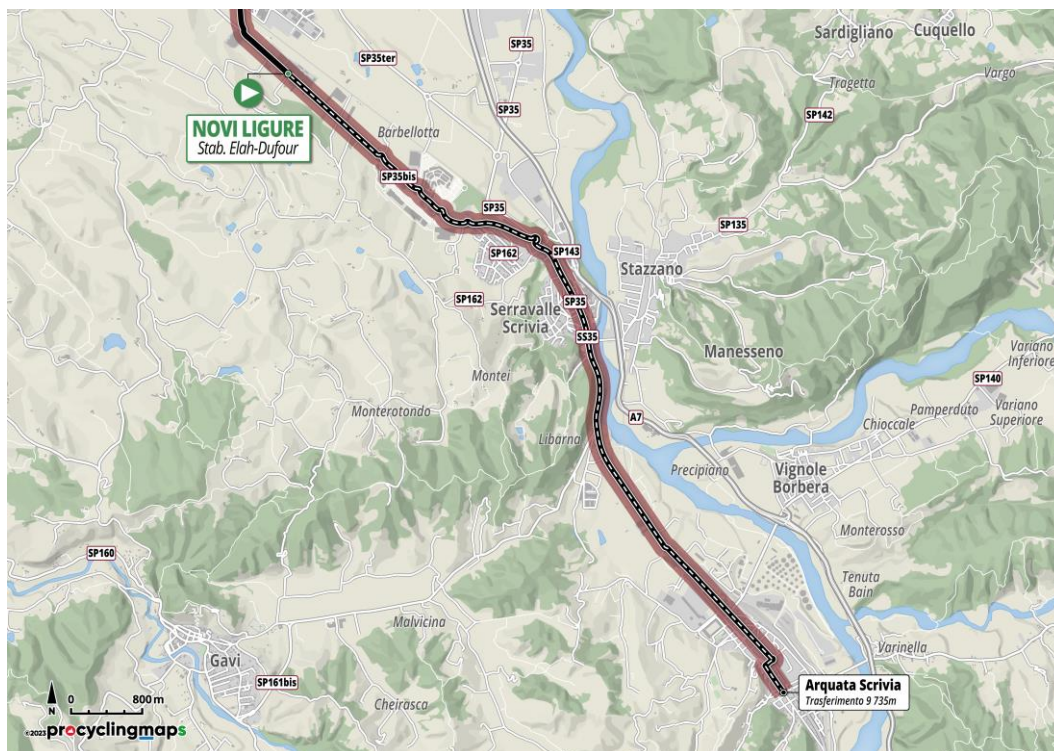 Sardigliano
Cuquello
SP35ter
SP35
Tragetta
Vargo
SP35
SP142
NOVI LIGURE
Stab. Elah-Dufour
Barbellotta
SP35bis
SP35
SP135
SP162
SP143
Stazzano
SP162
SP35
Serravalle
Scrivia
SS35
Manesseno
Variano
Inferiore
Montei
SP140
Pamperduto
Variano
Superiore
Monterotondo
A7
Chioccale
Libarna
Precipiano
Vignole
Borbera
Monterosso
SP160
Tenuta
Bain
Malvicina
Varinella
Gavi
SP161bis
Arquata Scrivia
Trasferimento 9 735m
Cheirasca
N
0 800 m
©2023 procyclingmaps